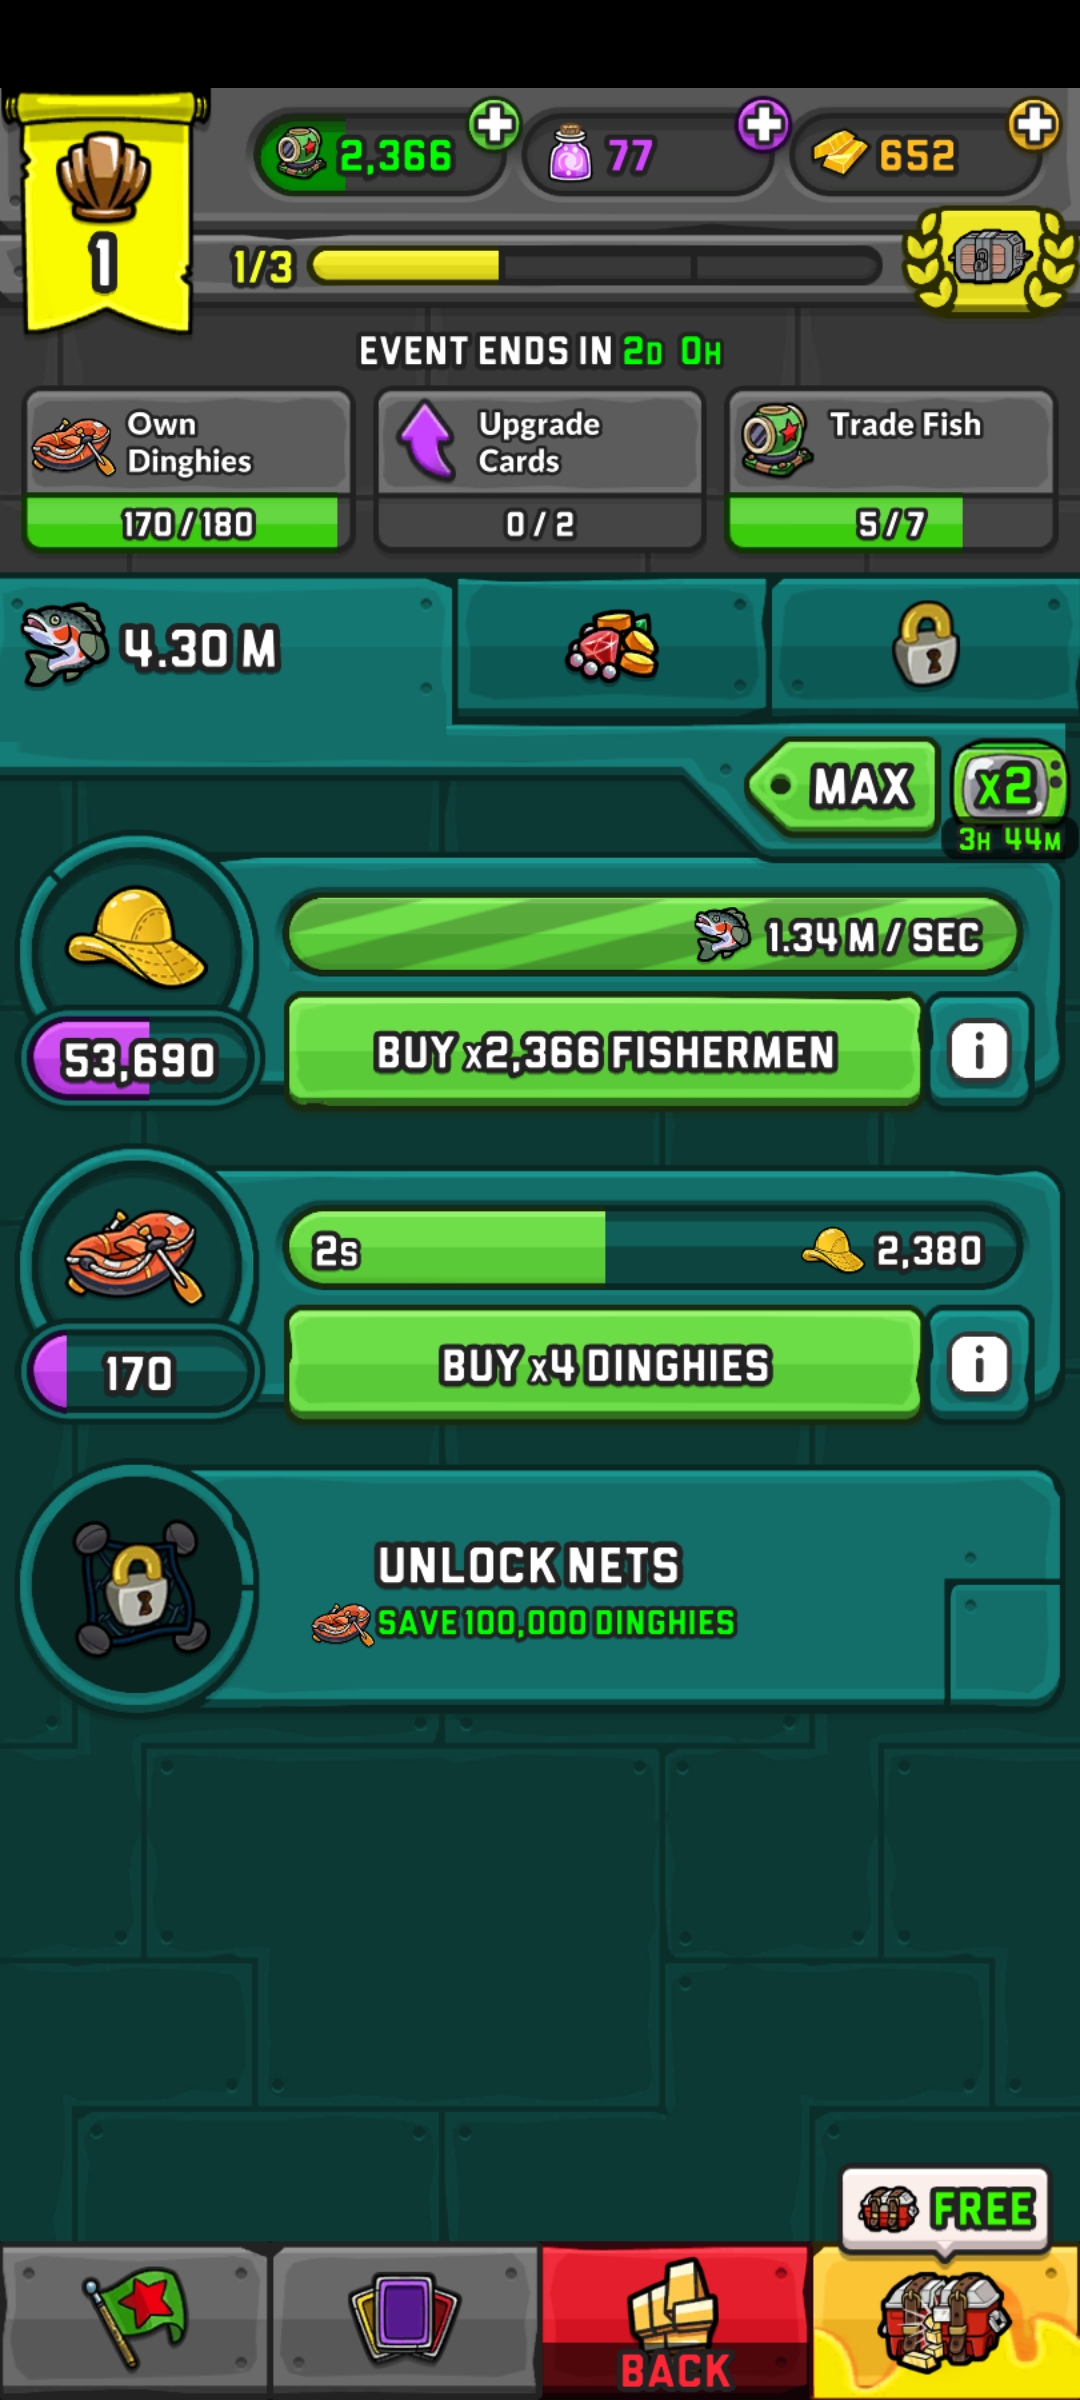 2,366
77
652
1
1/3
EVENT ENDS IN 2D 0H
Own
Dinghies
170/180
Upgrade
Cards
0/2
Trade Fish
5/7
4.30 M
MAX
x2
3H 44M
1.34 M / SEC
53,690
BUY x2,366 FISHERMEN
i
2s
2,380
170
BUY x4 DINGHIES
i
UNLOCK NETS
SAVE 100,000 DINGHIES
FREE
BACK